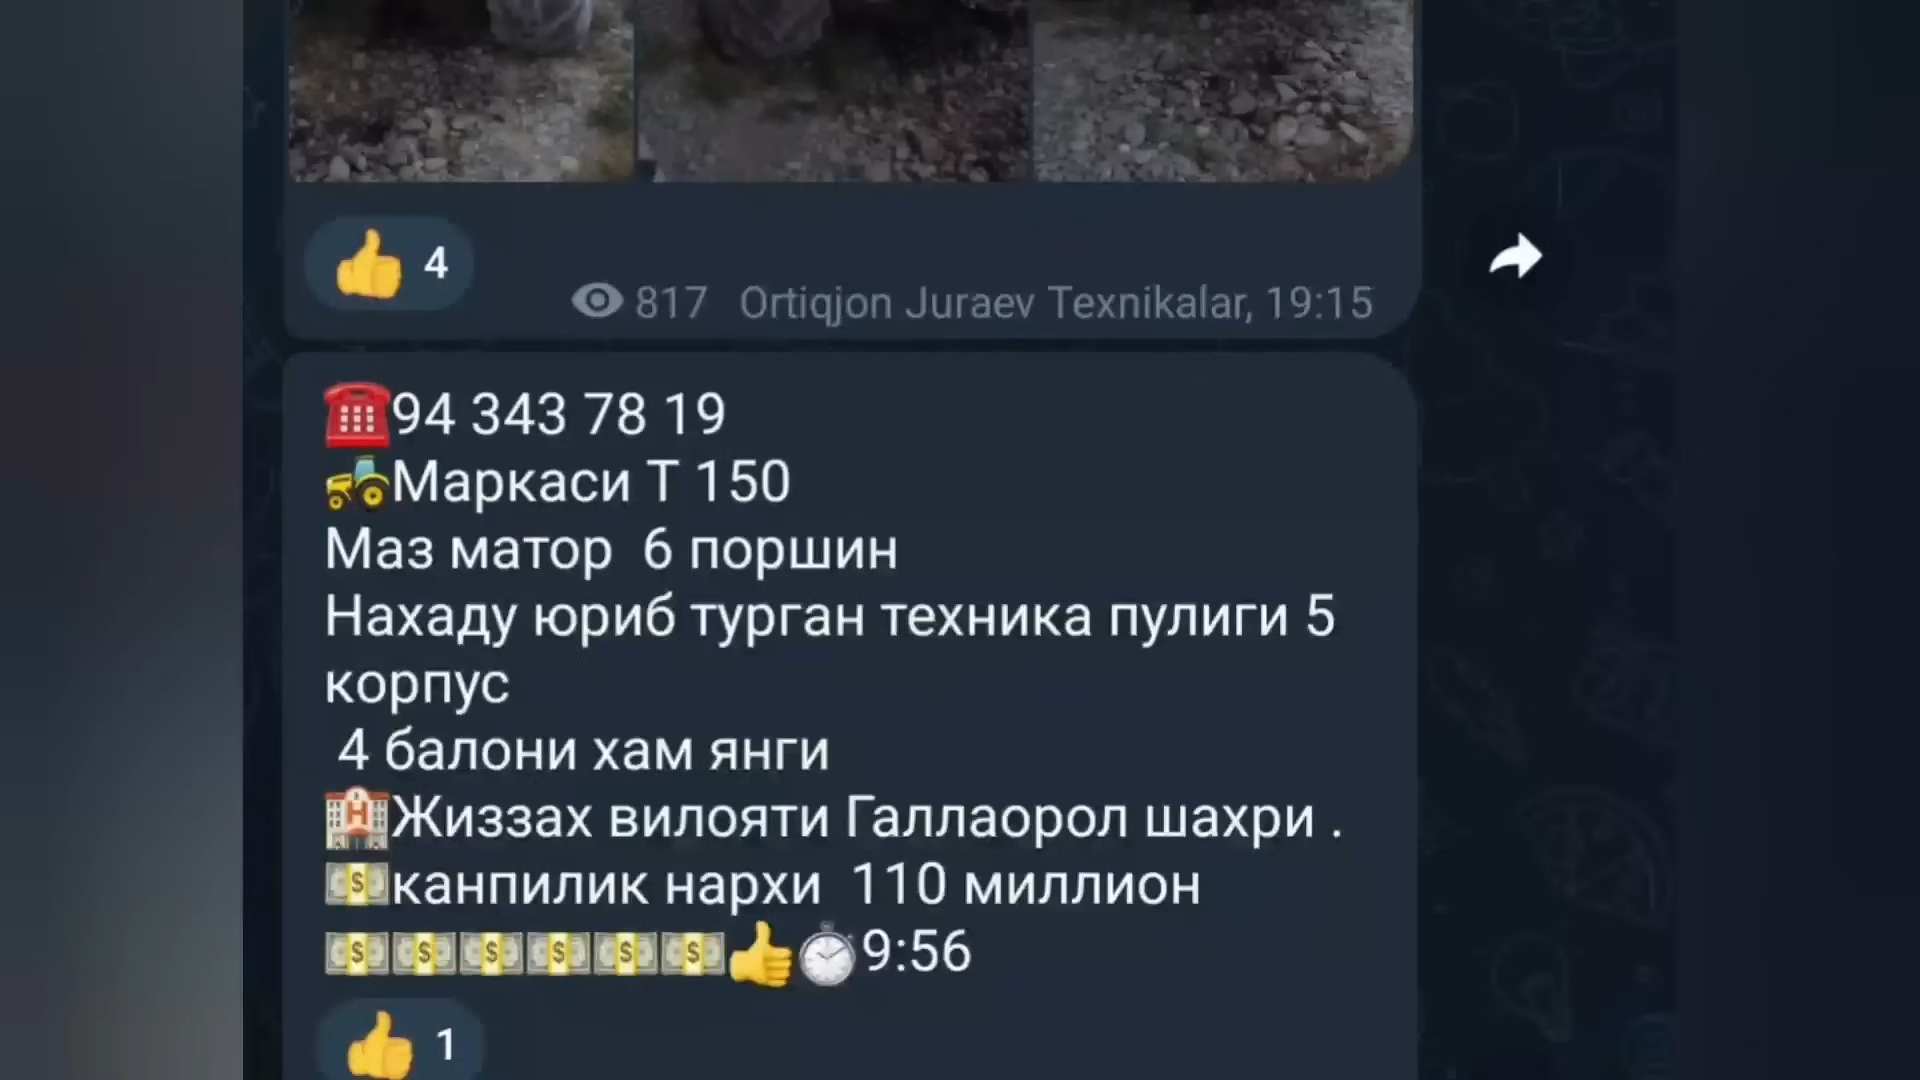 👍 4
817 Ortiqjon Juraev Texnikalar, 19:15
☎️94 343 78 19
🚜Маркаси Т 150
Маз матор 6 поршин
Нахаду юриб турган техника пулиги 5
корпус
4 балони хам янги
🏨Жиззах вилояти Галлаорол шахри .
💵канпилик нархи 110 миллион
💵💵💵💵💵💵👍⏱9:56
👍 1